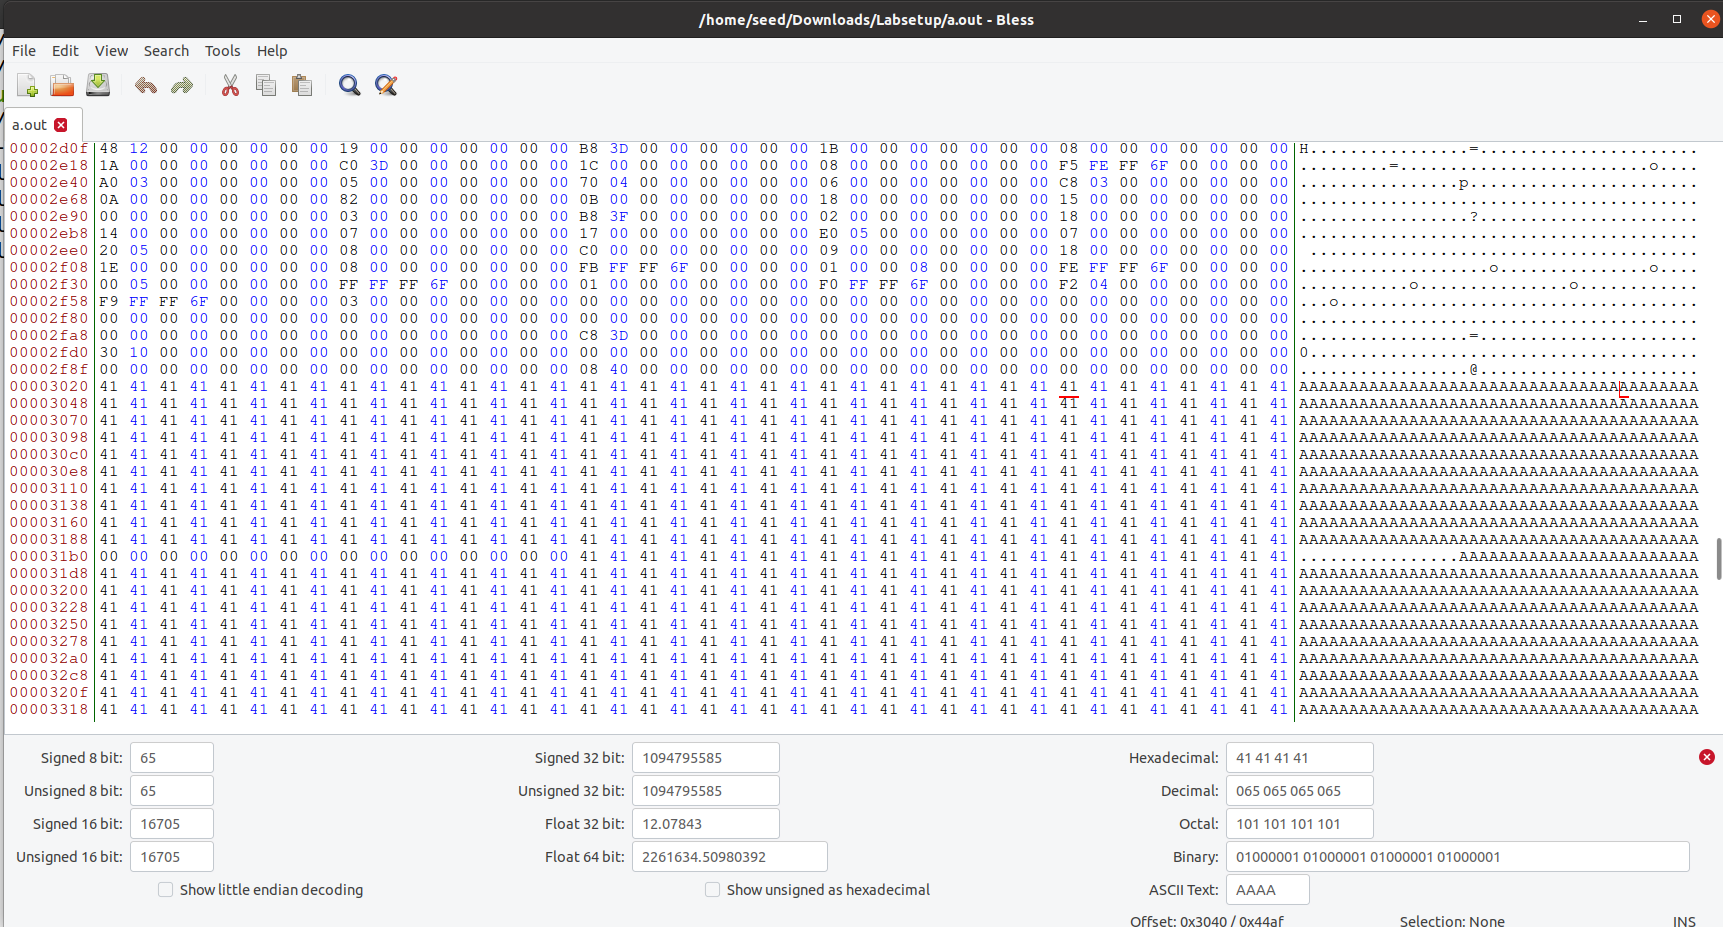 /home/seed/Downloads/Labsetup/a.out - Bless
File Edit View Search Tools Help
a.out
00002d0f 48 12 00 00 00 00 00 00 19 00 00 00 00 00 00 00 B8 3D 00 00 00 00 00 00 1B 00 00 00 00 00 00 00 08 00 00 00 00 00 00 00 H................=......................
00002e18 1A 00 00 00 00 00 00 00 C0 3D 00 00 00 00 00 00 1C 00 00 00 00 00 00 00 08 00 00 00 00 00 00 00 F5 FE FF 6F 00 00 00 00 .........=.........................o....
00002e40 A0 03 00 00 00 00 00 00 05 00 00 00 00 00 00 00 70 04 00 00 00 00 00 00 06 00 00 00 00 00 00 00 C8 03 00 00 00 00 00 00 ................p.......................
00002e68 0A 00 00 00 00 00 00 00 82 00 00 00 00 00 00 00 0B 00 00 00 00 00 00 00 18 00 00 00 00 00 00 00 15 00 00 00 00 00 00 00 ........................................
00002e90 00 00 00 00 00 00 00 00 03 00 00 00 00 00 00 00 B8 3F 00 00 00 00 00 00 02 00 00 00 00 00 00 00 18 00 00 00 00 00 00 00 .................?......................
00002eb8 14 00 00 00 00 00 00 00 07 00 00 00 00 00 00 00 17 00 00 00 00 00 00 00 E0 05 00 00 00 00 00 00 07 00 00 00 00 00 00 00 ........................................
00002ee0 20 05 00 00 00 00 00 00 08 00 00 00 00 00 00 00 C0 00 00 00 00 00 00 00 09 00 00 00 00 00 00 00 18 00 00 00 00 00 00 00  .......................................
00002f08 1E 00 00 00 00 00 00 00 08 00 00 00 00 00 00 00 FB FF FF 6F 00 00 00 00 01 00 00 08 00 00 00 00 FE FF FF 6F 00 00 00 00 ...................o...............o....
00002f30 00 05 00 00 00 00 00 00 FF FF FF 6F 00 00 00 00 01 00 00 00 00 00 00 00 F0 FF FF 6F 00 00 00 00 F2 04 00 00 00 00 00 00 ...........o...............o............
00002f58 F9 FF FF 6F 00 00 00 00 03 00 00 00 00 00 00 00 00 00 00 00 00 00 00 00 00 00 00 00 00 00 00 00 00 00 00 00 00 00 00 00 ...o....................................
00002f80 00 00 00 00 00 00 00 00 00 00 00 00 00 00 00 00 00 00 00 00 00 00 00 00 00 00 00 00 00 00 00 00 00 00 00 00 00 00 00 00 ........................................
00002fa8 00 00 00 00 00 00 00 00 00 00 00 00 00 00 00 00 C8 3D 00 00 00 00 00 00 00 00 00 00 00 00 00 00 00 00 00 00 00 00 00 00 .................=......................
00002fd0 30 10 00 00 00 00 00 00 00 00 00 00 00 00 00 00 00 00 00 00 00 00 00 00 00 00 00 00 00 00 00 00 00 00 00 00 00 00 00 00 0.......................................
00002f8f 00 00 00 00 00 00 00 00 00 00 00 00 00 00 00 00 08 40 00 00 00 00 00 00 00 00 00 00 00 00 00 00 00 00 00 00 00 00 00 00 .................@......................
00003020 41 41 41 41 41 41 41 41 41 41 41 41 41 41 41 41 41 41 41 41 41 41 41 41 41 41 41 41 41 41 41 41 41 41 41 41 41 41 41 41 AAAAAAAAAAAAAAAAAAAAAAAAAAAAAAAAAAAAAAAA
00003048 41 41 41 41 41 41 41 41 41 41 41 41 41 41 41 41 41 41 41 41 41 41 41 41 41 41 41 41 41 41 41 41 41 41 41 41 41 41 41 41 AAAAAAAAAAAAAAAAAAAAAAAAAAAAAAAAAAAAAAAA
00003070 41 41 41 41 41 41 41 41 41 41 41 41 41 41 41 41 41 41 41 41 41 41 41 41 41 41 41 41 41 41 41 41 41 41 41 41 41 41 41 41 AAAAAAAAAAAAAAAAAAAAAAAAAAAAAAAAAAAAAAAA
00003098 41 41 41 41 41 41 41 41 41 41 41 41 41 41 41 41 41 41 41 41 41 41 41 41 41 41 41 41 41 41 41 41 41 41 41 41 41 41 41 41 AAAAAAAAAAAAAAAAAAAAAAAAAAAAAAAAAAAAAAAA
000030c0 41 41 41 41 41 41 41 41 41 41 41 41 41 41 41 41 41 41 41 41 41 41 41 41 41 41 41 41 41 41 41 41 41 41 41 41 41 41 41 41 AAAAAAAAAAAAAAAAAAAAAAAAAAAAAAAAAAAAAAAA
000030e8 41 41 41 41 41 41 41 41 41 41 41 41 41 41 41 41 41 41 41 41 41 41 41 41 41 41 41 41 41 41 41 41 41 41 41 41 41 41 41 41 AAAAAAAAAAAAAAAAAAAAAAAAAAAAAAAAAAAAAAAA
00003110 41 41 41 41 41 41 41 41 41 41 41 41 41 41 41 41 41 41 41 41 41 41 41 41 41 41 41 41 41 41 41 41 41 41 41 41 41 41 41 41 AAAAAAAAAAAAAAAAAAAAAAAAAAAAAAAAAAAAAAAA
00003138 41 41 41 41 41 41 41 41 41 41 41 41 41 41 41 41 41 41 41 41 41 41 41 41 41 41 41 41 41 41 41 41 41 41 41 41 41 41 41 41 AAAAAAAAAAAAAAAAAAAAAAAAAAAAAAAAAAAAAAAA
00003160 41 41 41 41 41 41 41 41 41 41 41 41 41 41 41 41 41 41 41 41 41 41 41 41 41 41 41 41 41 41 41 41 41 41 41 41 41 41 41 41 AAAAAAAAAAAAAAAAAAAAAAAAAAAAAAAAAAAAAAAA
00003188 41 41 41 41 41 41 41 41 41 41 41 41 41 41 41 41 41 41 41 41 41 41 41 41 41 41 41 41 41 41 41 41 41 41 41 41 41 41 41 41 AAAAAAAAAAAAAAAAAAAAAAAAAAAAAAAAAAAAAAAA
000031b0 00 00 00 00 00 00 00 00 00 00 00 00 00 00 00 00 41 41 41 41 41 41 41 41 41 41 41 41 41 41 41 41 41 41 41 41 41 41 41 41 ................AAAAAAAAAAAAAAAAAAAAAAAA
000031d8 41 41 41 41 41 41 41 41 41 41 41 41 41 41 41 41 41 41 41 41 41 41 41 41 41 41 41 41 41 41 41 41 41 41 41 41 41 41 41 41 AAAAAAAAAAAAAAAAAAAAAAAAAAAAAAAAAAAAAAAA
00003200 41 41 41 41 41 41 41 41 41 41 41 41 41 41 41 41 41 41 41 41 41 41 41 41 41 41 41 41 41 41 41 41 41 41 41 41 41 41 41 41 AAAAAAAAAAAAAAAAAAAAAAAAAAAAAAAAAAAAAAAA
00003228 41 41 41 41 41 41 41 41 41 41 41 41 41 41 41 41 41 41 41 41 41 41 41 41 41 41 41 41 41 41 41 41 41 41 41 41 41 41 41 41 AAAAAAAAAAAAAAAAAAAAAAAAAAAAAAAAAAAAAAAA
00003250 41 41 41 41 41 41 41 41 41 41 41 41 41 41 41 41 41 41 41 41 41 41 41 41 41 41 41 41 41 41 41 41 41 41 41 41 41 41 41 41 AAAAAAAAAAAAAAAAAAAAAAAAAAAAAAAAAAAAAAAA
00003278 41 41 41 41 41 41 41 41 41 41 41 41 41 41 41 41 41 41 41 41 41 41 41 41 41 41 41 41 41 41 41 41 41 41 41 41 41 41 41 41 AAAAAAAAAAAAAAAAAAAAAAAAAAAAAAAAAAAAAAAA
000032a0 41 41 41 41 41 41 41 41 41 41 41 41 41 41 41 41 41 41 41 41 41 41 41 41 41 41 41 41 41 41 41 41 41 41 41 41 41 41 41 41 AAAAAAAAAAAAAAAAAAAAAAAAAAAAAAAAAAAAAAAA
000032c8 41 41 41 41 41 41 41 41 41 41 41 41 41 41 41 41 41 41 41 41 41 41 41 41 41 41 41 41 41 41 41 41 41 41 41 41 41 41 41 41 AAAAAAAAAAAAAAAAAAAAAAAAAAAAAAAAAAAAAAAA
0000320f 41 41 41 41 41 41 41 41 41 41 41 41 41 41 41 41 41 41 41 41 41 41 41 41 41 41 41 41 41 41 41 41 41 41 41 41 41 41 41 41 AAAAAAAAAAAAAAAAAAAAAAAAAAAAAAAAAAAAAAAA
00003318 41 41 41 41 41 41 41 41 41 41 41 41 41 41 41 41 41 41 41 41 41 41 41 41 41 41 41 41 41 41 41 41 41 41 41 41 41 41 41 41 AAAAAAAAAAAAAAAAAAAAAAAAAAAAAAAAAAAAAAAA
Signed 8 bit: 65 Signed 32 bit: 1094795585 Hexadecimal: 41 41 41 41
Unsigned 8 bit: 65 Unsigned 32 bit: 1094795585 Decimal: 065 065 065 065
Signed 16 bit: 16705 Float 32 bit: 12.07843 Octal: 101 101 101 101
Unsigned 16 bit: 16705 Float 64 bit: 2261634.50980392 Binary: 01000001 01000001 01000001 01000001
Show little endian decoding Show unsigned as hexadecimal ASCII Text: AAAA
Offset: 0x3040 / 0x44af Selection: None INS